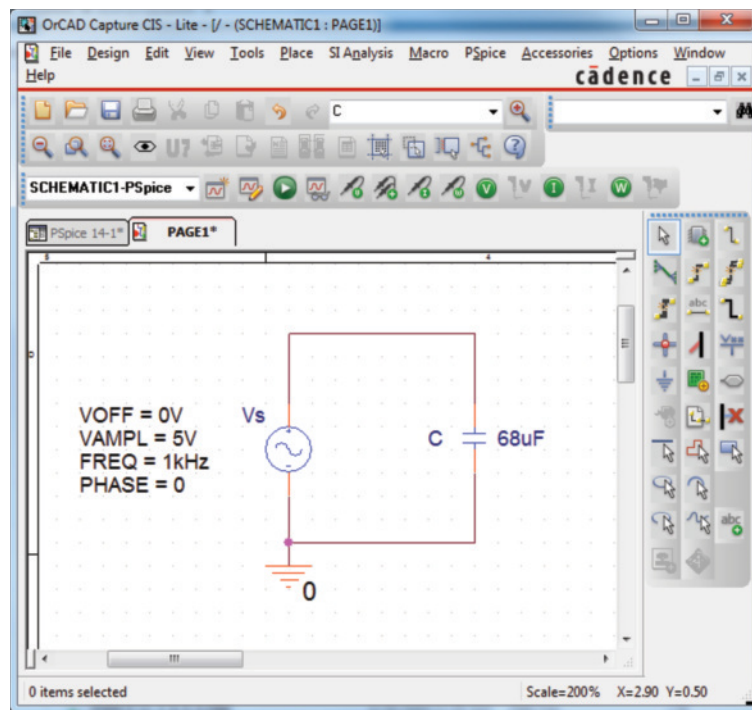 OrCAD Capture CIS - Lite - [/ - (SCHEMATIC1 : PAGE1)]
File Design Edit View Tools Place SI Analysis Macro PSpice Accessories Options Window
Help cādence
C
U?
SCHEMATIC1-PSpice
V I W
PSpice 14-1* PAGE1*
5 4
abc
VOFF = 0V
VAMPL = 5V
FREQ = 1kHz
PHASE = 0
Vs
C 68uF
0
abc
0 items selected Scale=200% X=2.90 Y=0.50